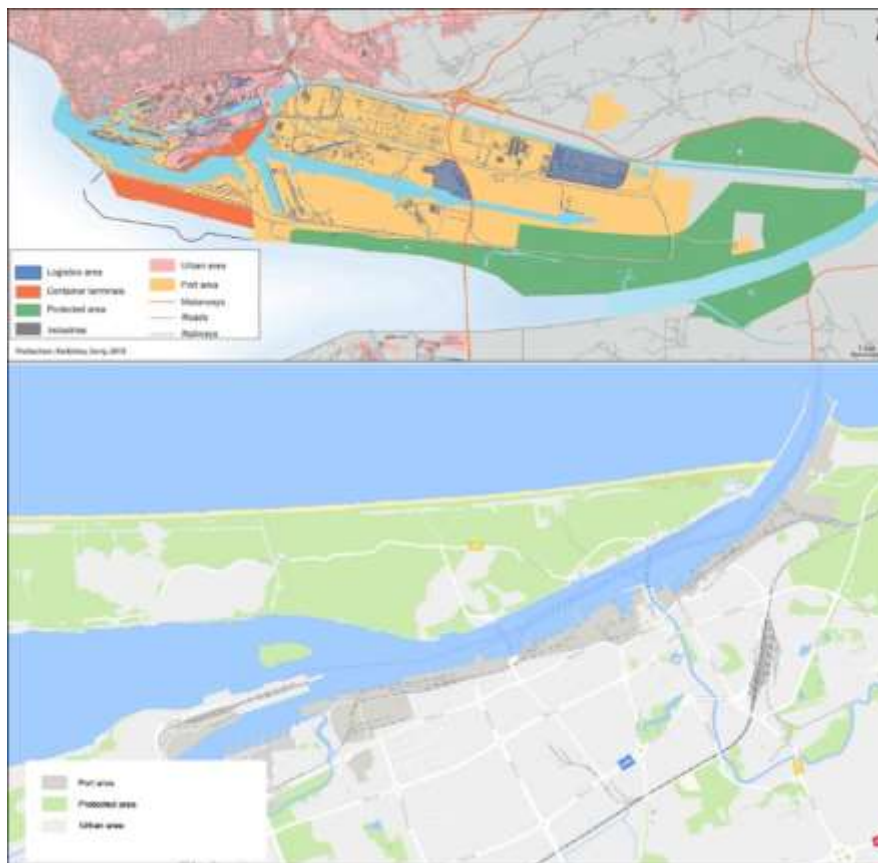 Logistics area
Container terminals
Protected area
Industries
Urban area
Port area
Motorways
Roads
Railways
Port area
Protected area
Urban area